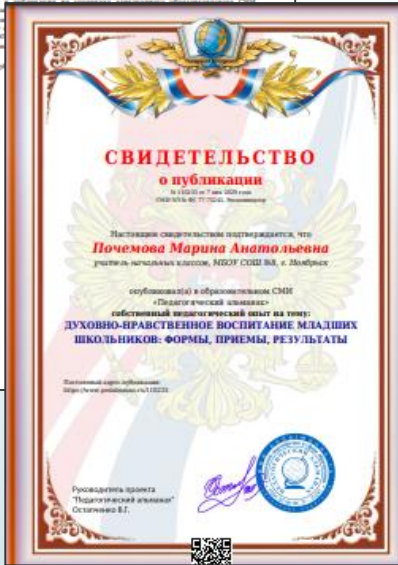 СВИДЕТЕЛЬСТВО
о публикации
Настоящим свидетельством подтверждается, что
Почемова Марина Анатольевна
учитель начальных классов, МБОУ СОШ №8, г. Ноябрьск
опубликовал(а) в образовательном СМИ
«Педагогический альманах»
собственный педагогический опыт на тему:
ДУХОВНО-НРАВСТВЕННОЕ ВОСПИТАНИЕ МЛАДШИХ
ШКОЛЬНИКОВ: ФОРМЫ, ПРИЕМЫ, РЕЗУЛЬТАТЫ
Постоянный адрес публикации:
Руководитель проекта
"Педагогический альманах"
Остапченко В.Г.